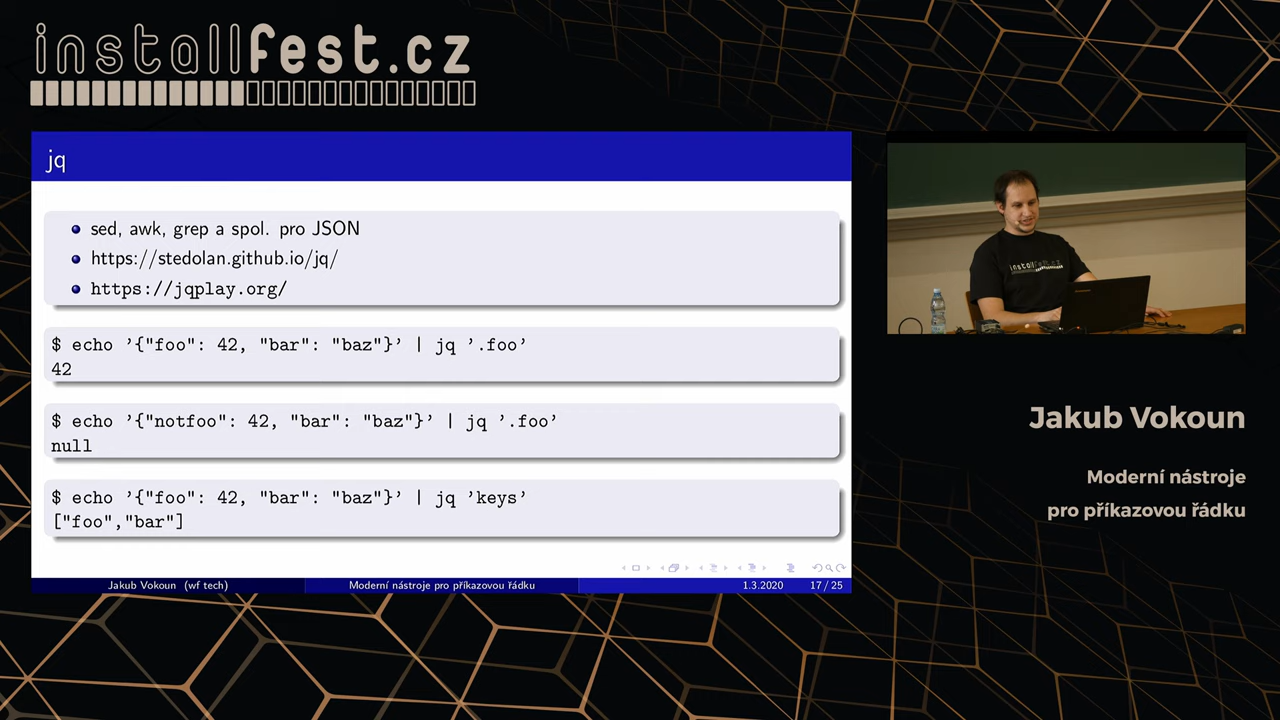 installfest.cz
jq
sed, awk, grep a spol. pro JSON
https://stedolan.github.io/jq/
https://jqplay.org/
$ echo ’{"foo": 42, "bar": "baz"}’ | jq ’.foo’
42
$ echo ’{"notfoo": 42, "bar": "baz"}’ | jq ’.foo’
null
$ echo ’{"foo": 42, "bar": "baz"}’ | jq ’keys’
["foo","bar"]
Jakub Vokoun (wf tech) Moderní nástroje pro příkazovou řádku 1.3.2020 17 / 25
installfest.cz
Jakub Vokoun
Moderní nástroje
pro příkazovou řádku